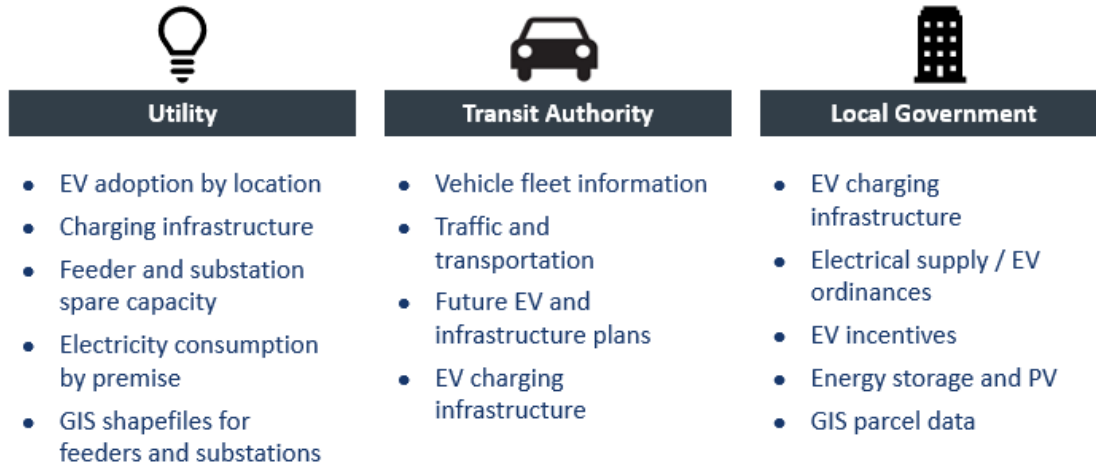 Utility
• EV adoption by location
• Charging infrastructure
• Feeder and substation
spare capacity
• Electricity consumption
by premise
• GIS shapefiles for
feeders and substations
Transit Authority
• Vehicle fleet information
• Traffic and
transportation
• Future EV and
infrastructure plans
• EV charging
infrastructure
Local Government
• EV charging
infrastructure
• Electrical supply / EV
ordinances
• EV incentives
• Energy storage and PV
• GIS parcel data